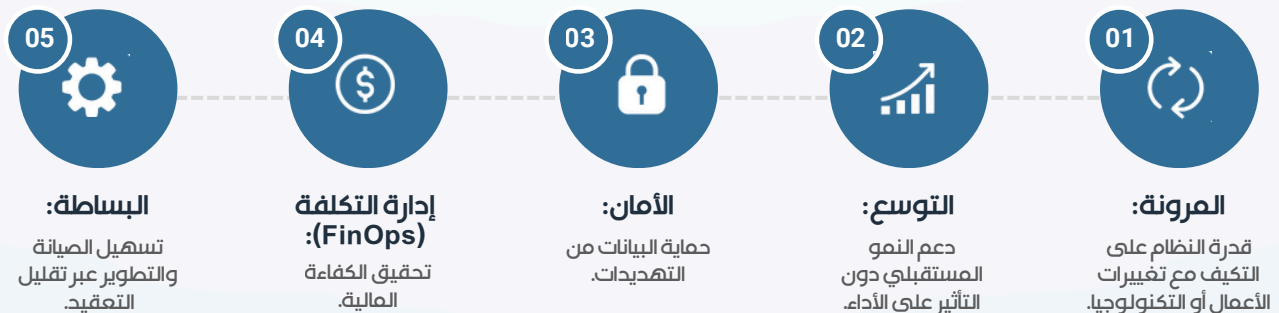 01
المرونة:
قدرة النظام على
التكيف مع تغييرات
الأعمال أو التكنولوجيا.
02
التوسع:
دعم النمو
المستقبلي دون
التأثير على الأداء.
03
الأمان:
حماية البيانات من
التهديدات.
04
إدارة التكلفة
(FinOps):
تحقيق الكفاءة
المالية.
05
البساطة:
تسهيل الصيانة
والتطوير عبر تقليل
التعقيد.